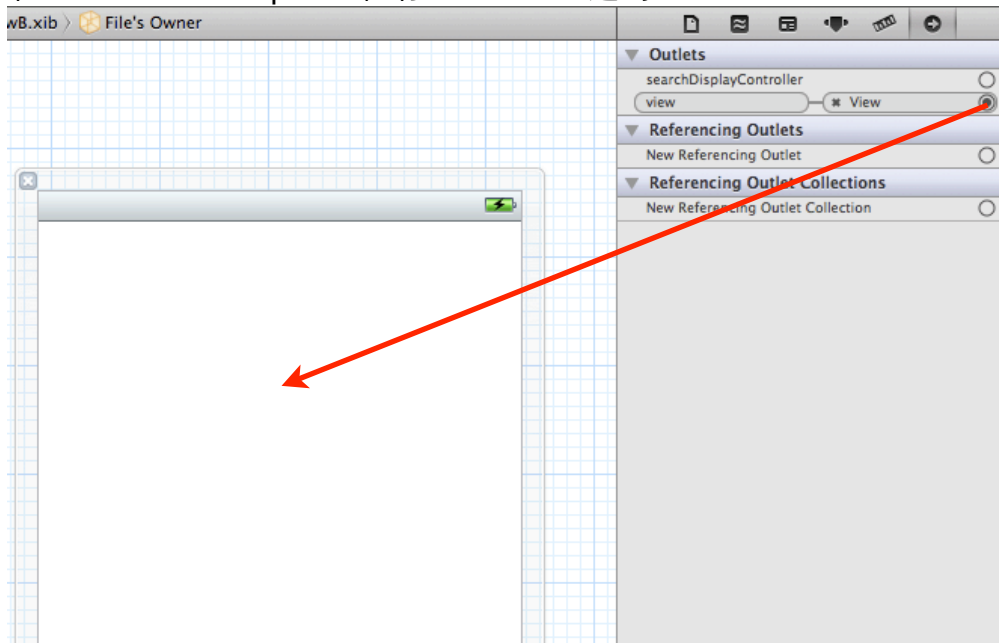 wB.xib 〉 File's Owner
Outlets
searchDisplayController
view
View
Referencing Outlets
New Referencing Outlet
Referencing Outlet Collections
New Referencing Outlet Collection